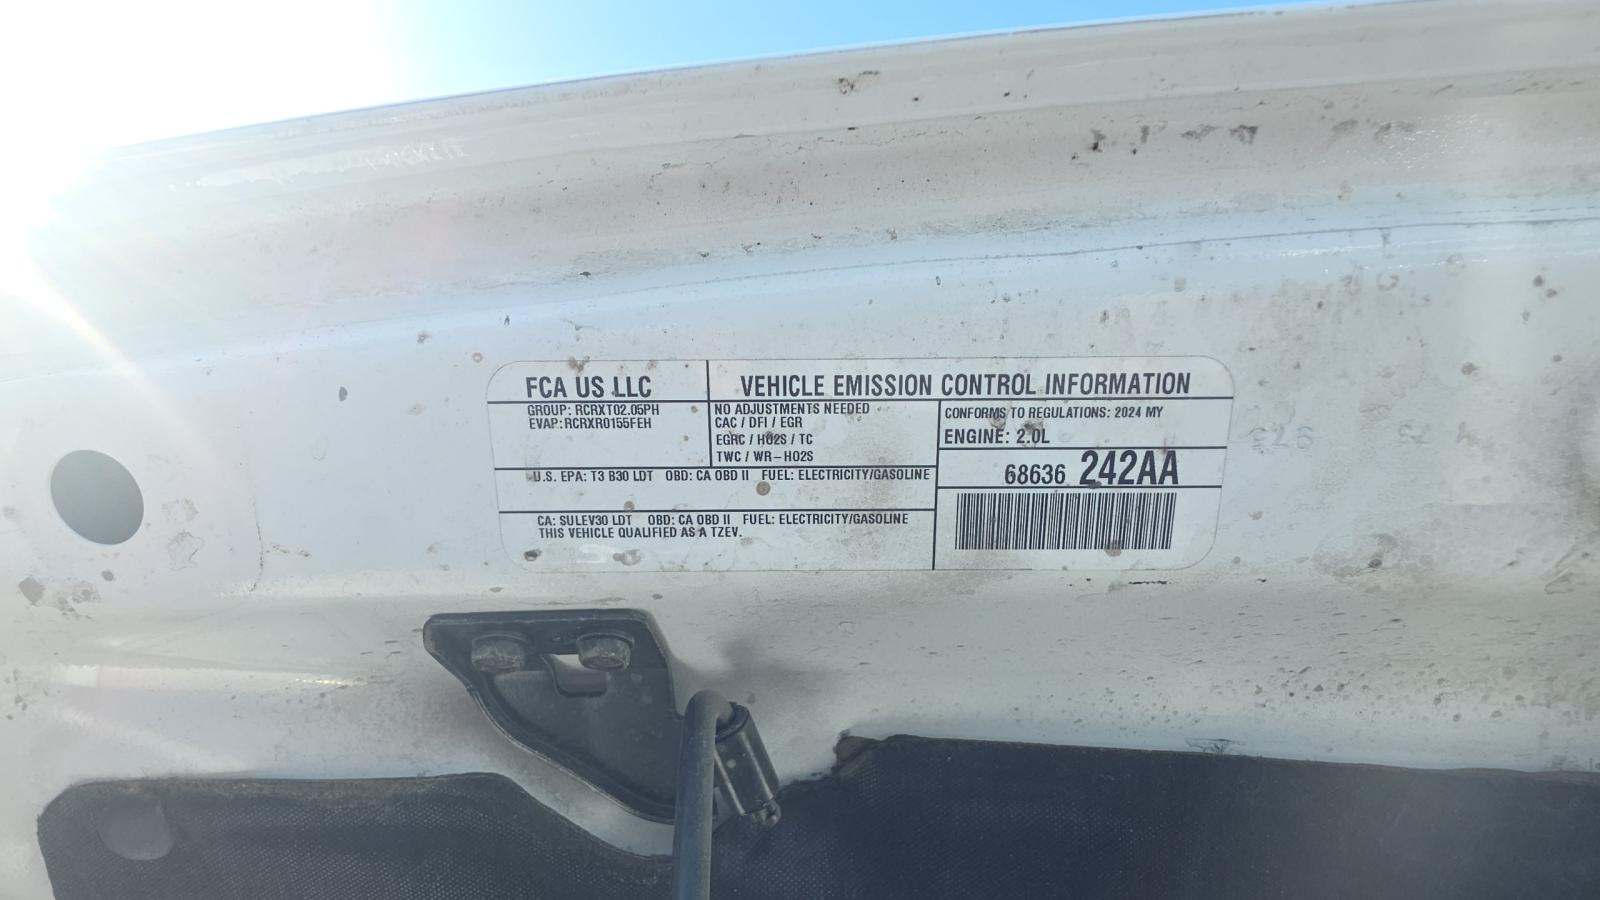 FCA US LLC
VEHICLE EMISSION CONTROL INFORMATION
GROUP: RCRXT02.05PH
EVAP: RCRXR0155FEH
NO ADJUSTMENTS NEEDED
CAC / DFI / EGR
EGRC / HO2S / TC
TWC / WR-HO2S
CONFORMS TO REGULATIONS: 2024 MY
ENGINE: 2.0L
68636 242AA
U.S. EPA: T3 B30 LDT OBD: CA OBD II FUEL: ELECTRICITY/GASOLINE
CA: SULEV30 LDT OBD: CA OBD II FUEL: ELECTRICITY/GASOLINE
THIS VEHICLE QUALIFIED AS A TZEV.